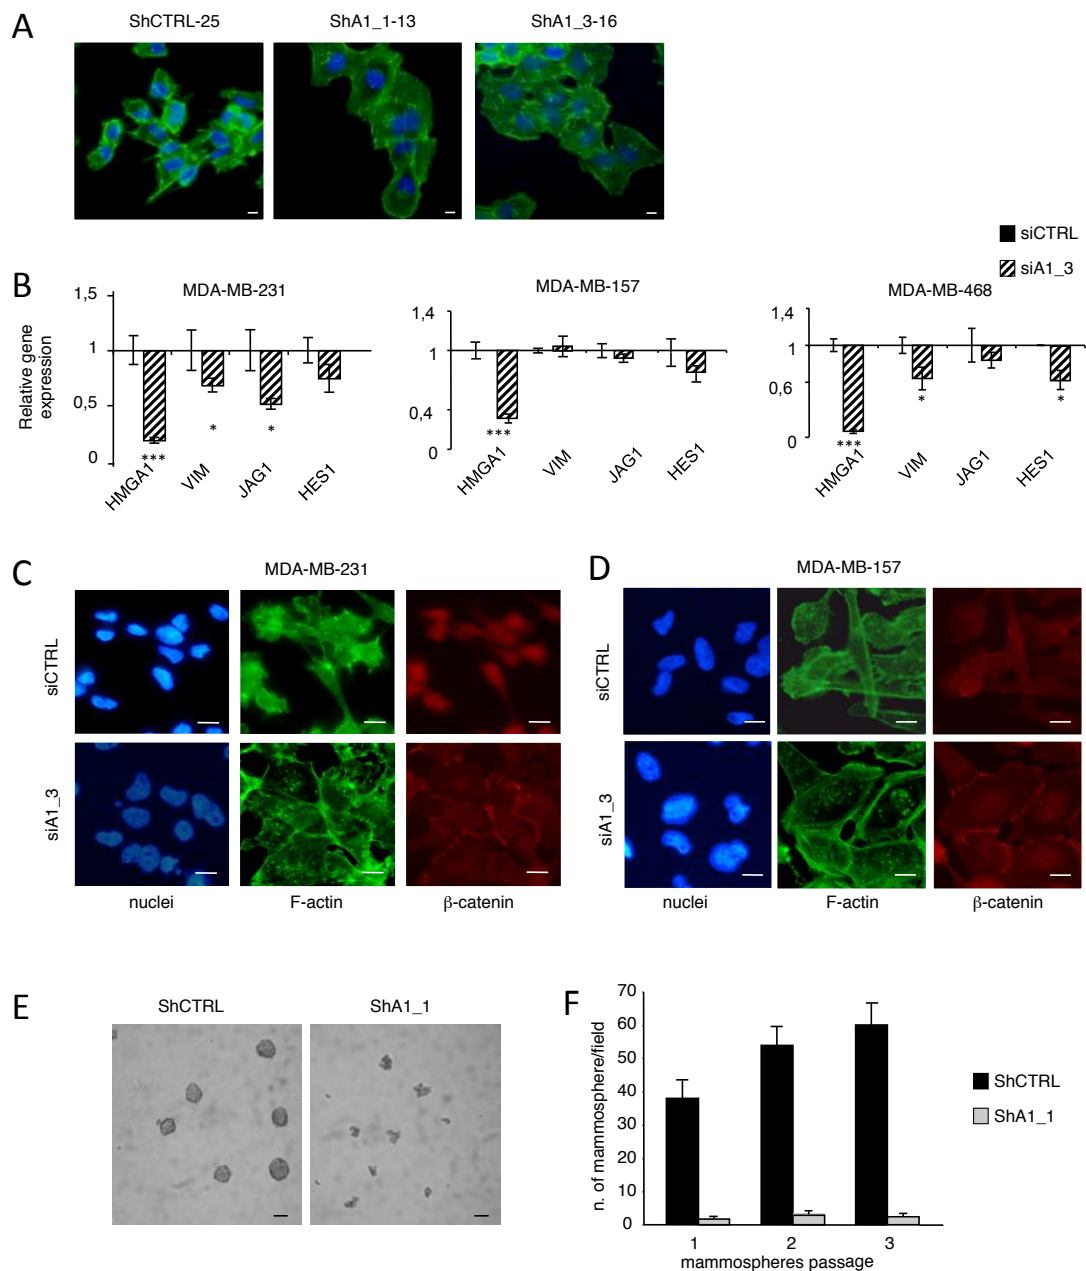 A
ShCTRL-25 ShA1_1-13 ShA1_3-16
siCTRL
siA1_3
B
MDA-MB-231
Relative gene
expression
1,5
1
0,5
0
***
*
*
HMGA1 VIM JAG1 HES1
MDA-MB-157
1,4
1
0,4
0
***
HMGA1 VIM JAG1 HES1
MDA-MB-468
1,4
1
0,6
0
***
*
*
HMGA1 VIM JAG1 HES1
C
MDA-MB-231
siCTRL
siA1_3
nuclei F-actin β-catenin
D
MDA-MB-157
siCTRL
siA1_3
nuclei F-actin β-catenin
E
ShCTRL ShA1_1
F
n. of mammosphere/field
70
60
50
40
30
20
10
0
1 2 3
mammospheres passage
ShCTRL
ShA1_1